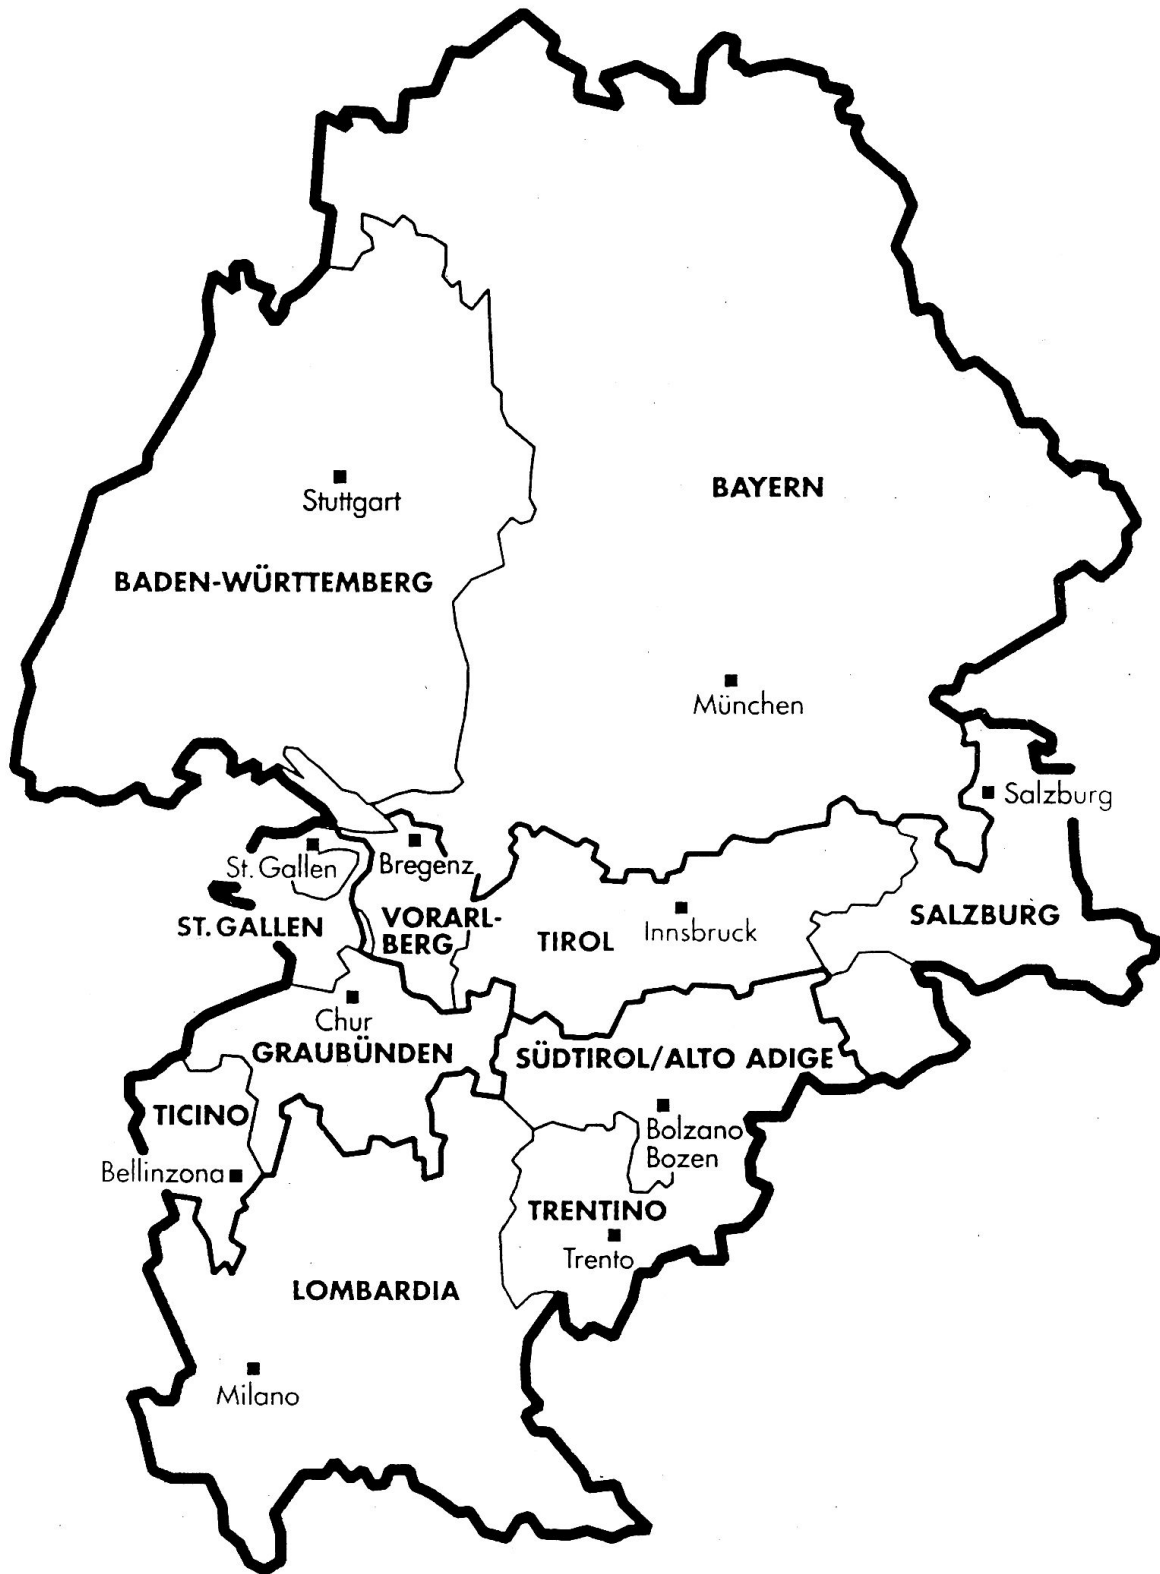 Stuttgart
BAYERN
BADEN-WÜRTTEMBERG
München
Salzburg
St. Gallen
Bregenz
ST. GALLEN
VORARL-
BERG
TIROL
Innsbruck
SALZBURG
Chur
GRAUBÜNDEN
SÜDTIROL/ALTO ADIGE
TICINO
Bolzano
Bozen
Bellinzona
TRENTINO
Trento
LOMBARDIA
Milano